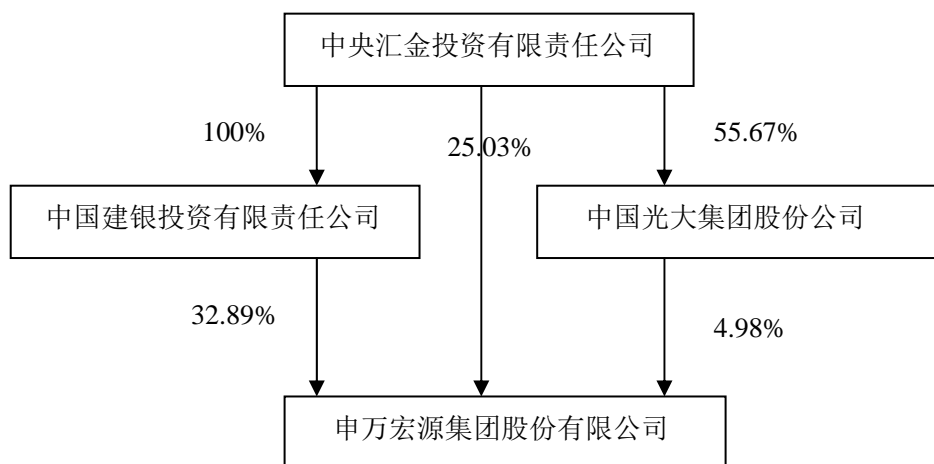 中央汇金投资有限责任公司
100%
25.03%
55.67%
中国建银投资有限责任公司
中国光大集团股份公司
32.89%
4.98%
申万宏源集团股份有限公司